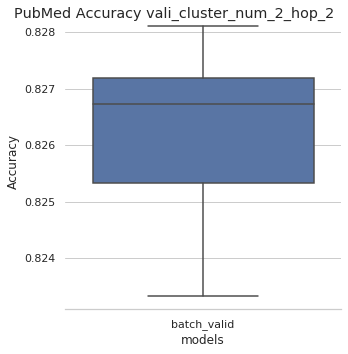 PubMed Accuracy vali_cluster_num_2_hop_2
0.828
0.827
0.826
0.825
0.824
Accuracy
batch_valid
models